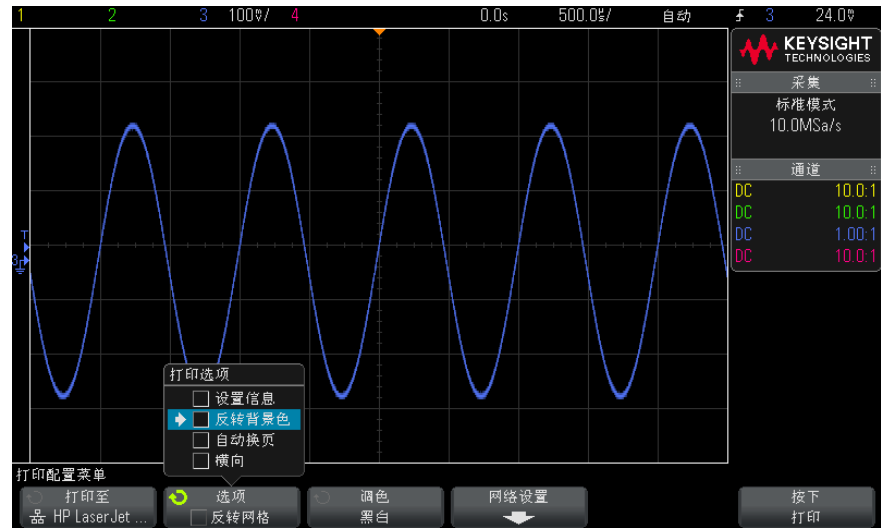 1 2 3 100⩒/ 4 0.0s 500.0㎲/ 自动 3 24.0⩒
KEYSIGHT
TECHNOLOGIES
采集
标准模式
10.0MSa/s
通道
DC 10.0:1
DC 10.0:1
DC 1.00:1
DC 10.0:1
T
3
打印选项
设置信息
反转背景色
自动换页
横向
打印配置菜单
打印至
HP LaserJet ...
选项
反转网格
调色
黑白
网络设置
按下
打印